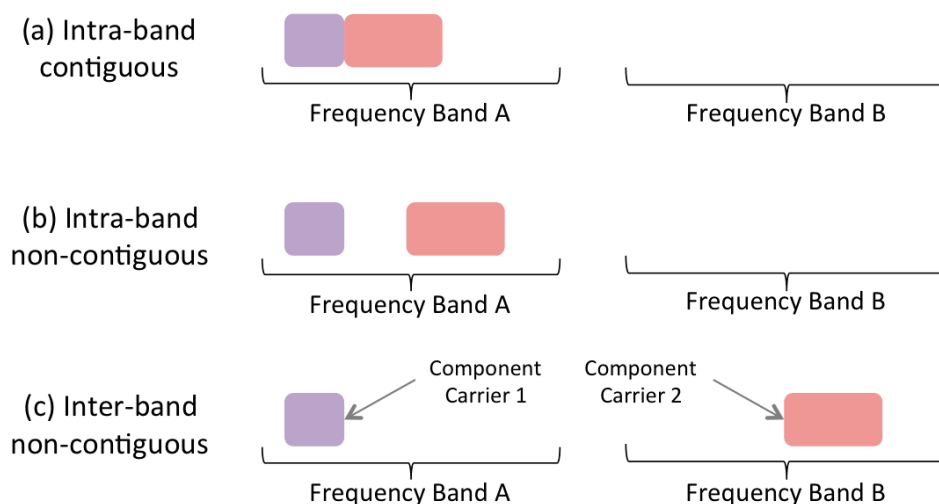 (a) Intra-band
contiguous
Frequency Band A
Frequency Band B
(b) Intra-band
non-contiguous
Frequency Band A
Frequency Band B
(c) Inter-band
non-contiguous
Component
Carrier 1
Component
Carrier 2
Frequency Band A
Frequency Band B